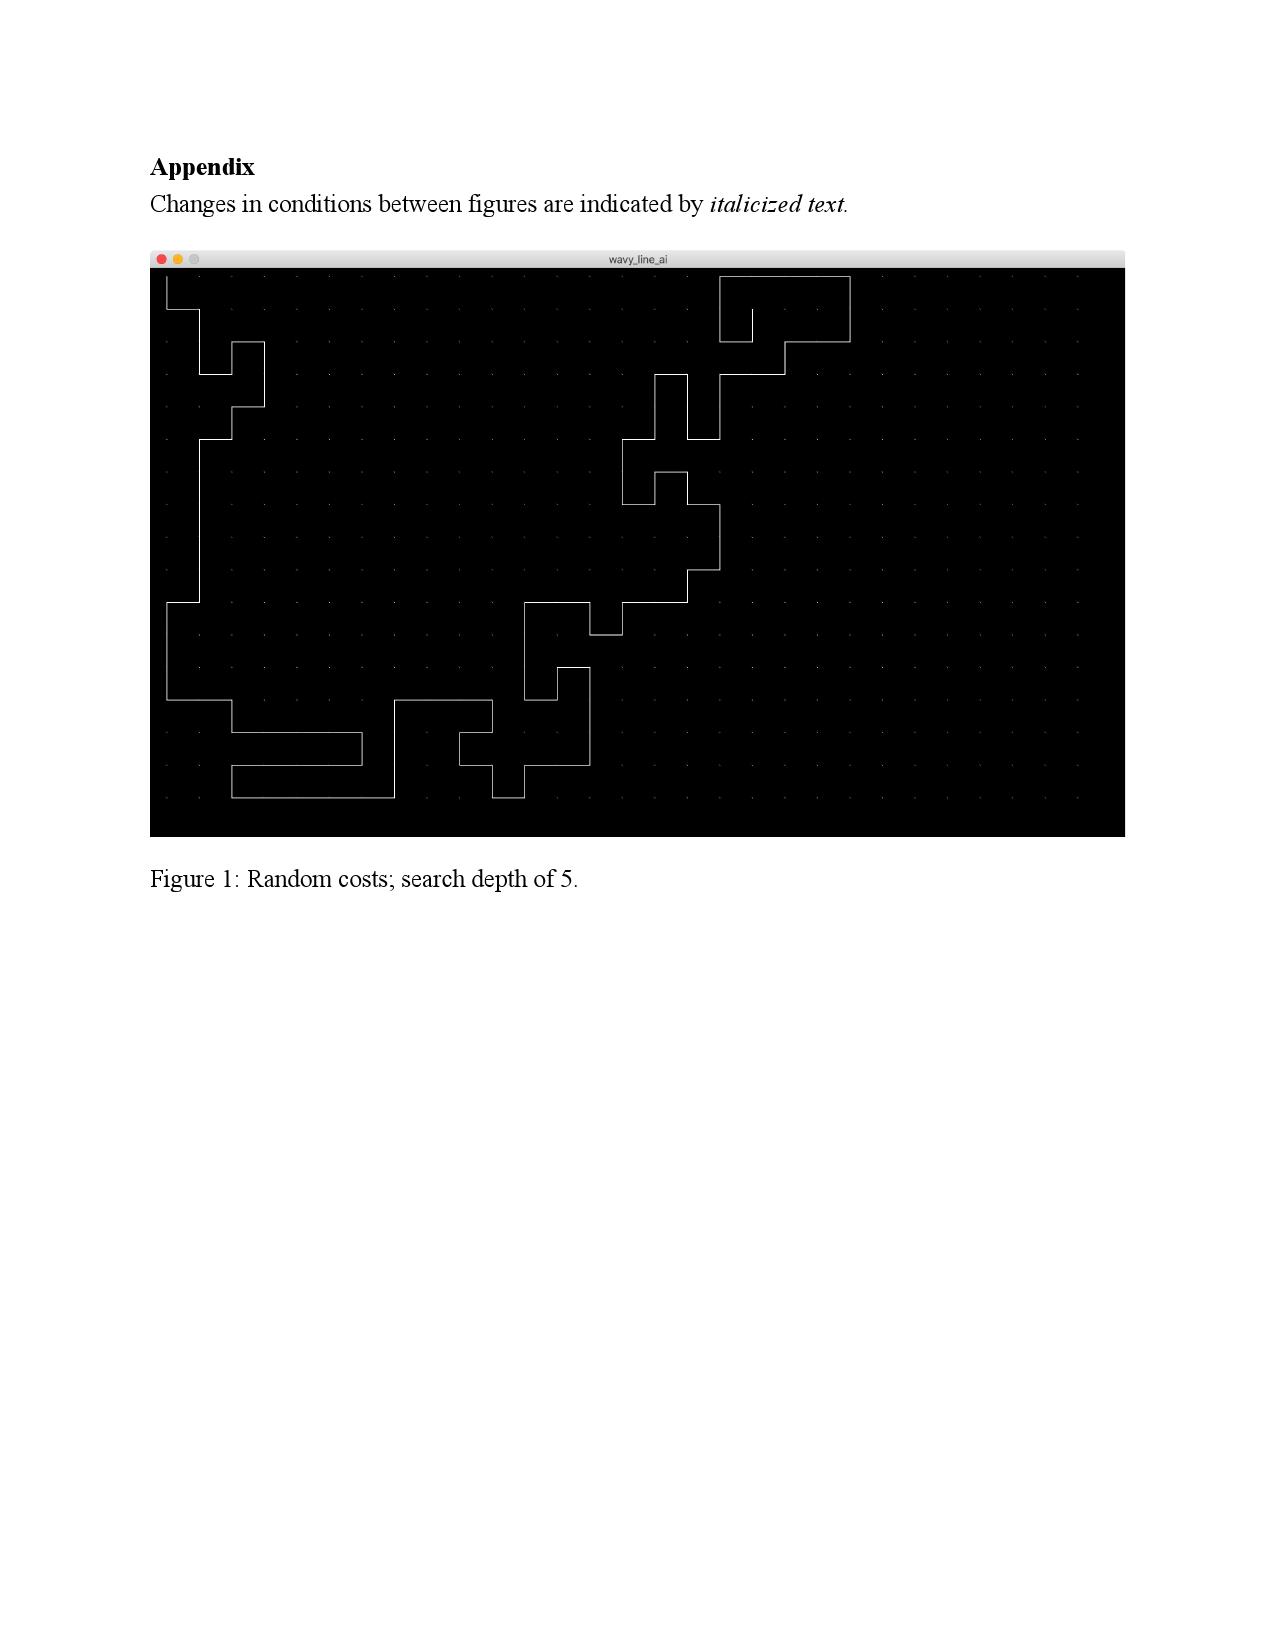 Appendix
Changes in conditions between figures are indicated by italicized text.
wavy_line_ai
Figure 1: Random costs; search depth of 5.